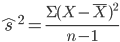 ŝ² = Σ(X − X̅)² / n − 1